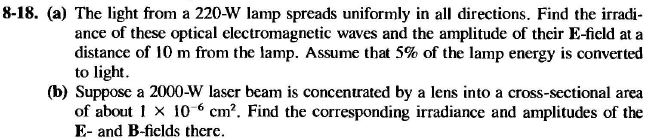 8-18. (a) The light from a 220-W lamp spreads uniformly in all directions. Find the irradi-
ance of these optical electromagnetic waves and the amplitude of their E-field at a
distance of 10 m from the lamp. Assume that 5% of the lamp energy is converted
to light.
(b) Suppose a 2000-W laser beam is concentrated by a lens into a cross-sectional area
of about 1 × 10⁻⁶ cm². Find the corresponding irradiance and amplitudes of the
E- and B-fields there.